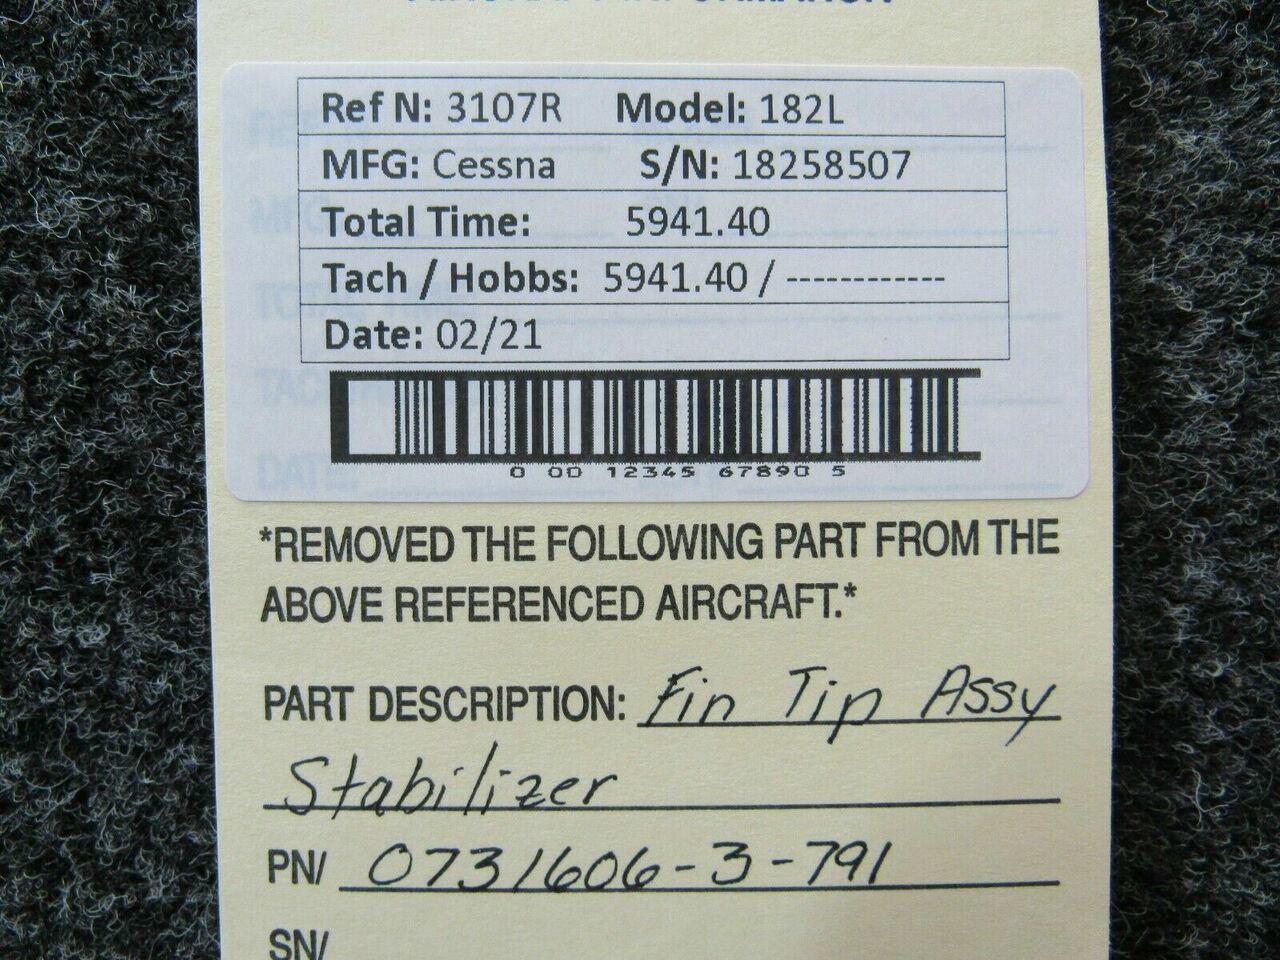 Ref N: 3107R Model: 182L
MFG: Cessna S/N: 18258507
Total Time: 5941.40
Tach / Hobbs: 5941.40 / ------------
Date: 02/21
0 00 12345 67890 5
*REMOVED THE FOLLOWING PART FROM THE
ABOVE REFERENCED AIRCRAFT.*
PART DESCRIPTION: Fin Tip Assy
Stabilizer
PN/ 0731606-3-791
SN/